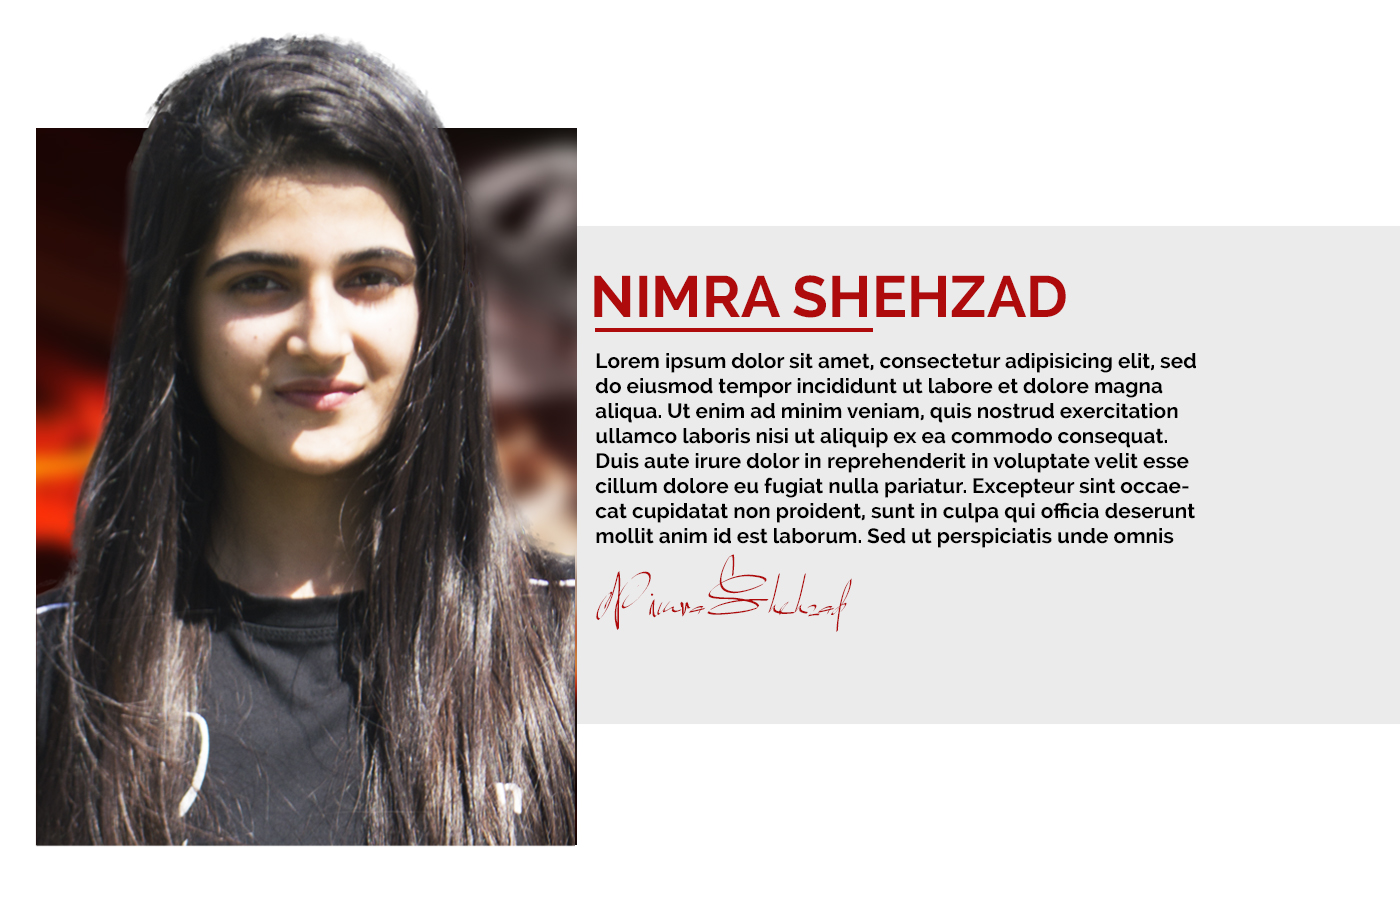 NIMRA SHEHZAD
Lorem ipsum dolor sit amet, consectetur adipisicing elit, sed
do eiusmod tempor incididunt ut labore et dolore magna
aliqua. Ut enim ad minim veniam, quis nostrud exercitation
ullamco laboris nisi ut aliquip ex ea commodo consequat.
Duis aute irure dolor in reprehenderit in voluptate velit esse
cillum dolore eu fugiat nulla pariatur. Excepteur sint occae-
cat cupidatat non proident, sunt in culpa qui officia deserunt
mollit anim id est laborum. Sed ut perspiciatis unde omnis
Nimra Shehzad